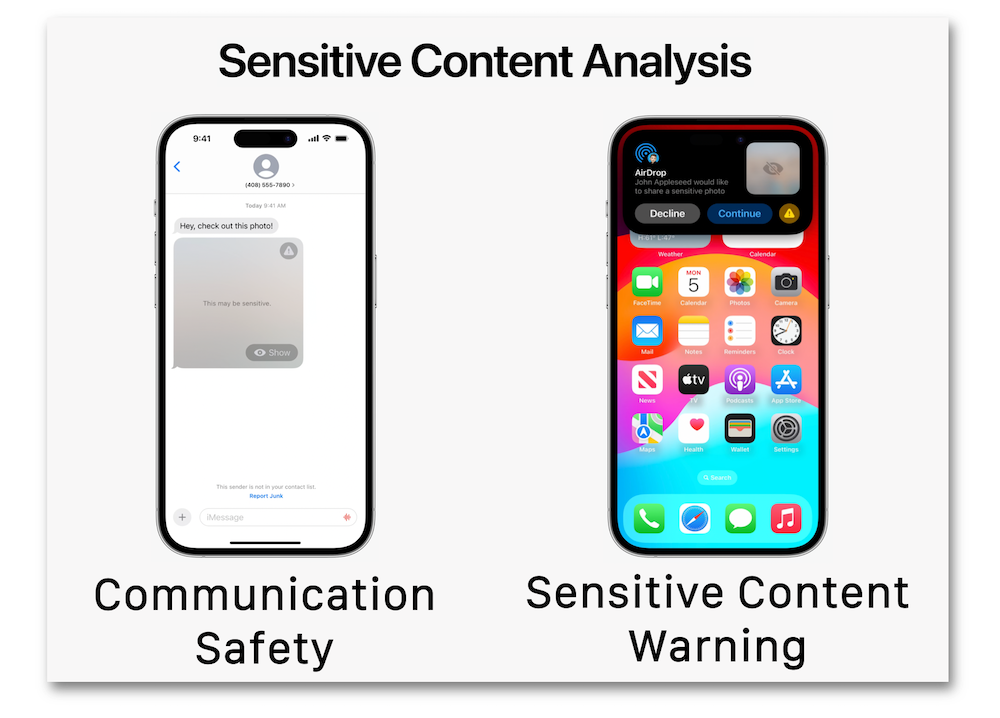 Sensitive Content Analysis
9:41
(408) 555-7890 >
Today 9:41 AM
Hey, check out this photo!
This may be sensitive.
Show
This sender is not in your contact list.
Report Junk
iMessage
Communication
Safety
AirDrop
John Appleseed would like
to share a sensitive photo
Decline
Continue
H:61° L:47°
Weather
Calendar
MON
5
FaceTime
Calendar
Photos
Camera
Mail
Notes
Reminders
Clock
tv
News
TV
Podcasts
App Store
Maps
Health
Wallet
Settings
Search
Sensitive Content
Warning